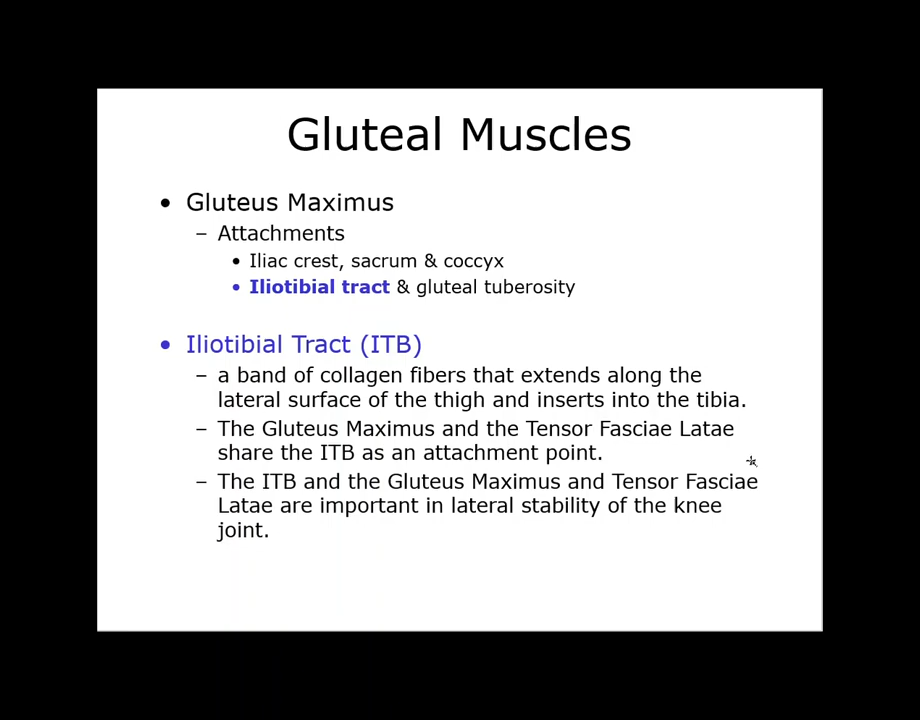 Gluteal Muscles
• Gluteus Maximus
– Attachments
• Iliac crest, sacrum & coccyx
• Iliotibial tract & gluteal tuberosity
• Iliotibial Tract (ITB)
– a band of collagen fibers that extends along the
lateral surface of the thigh and inserts into the tibia.
– The Gluteus Maximus and the Tensor Fasciae Latae
share the ITB as an attachment point.
– The ITB and the Gluteus Maximus and Tensor Fasciae
Latae are important in lateral stability of the knee
joint.